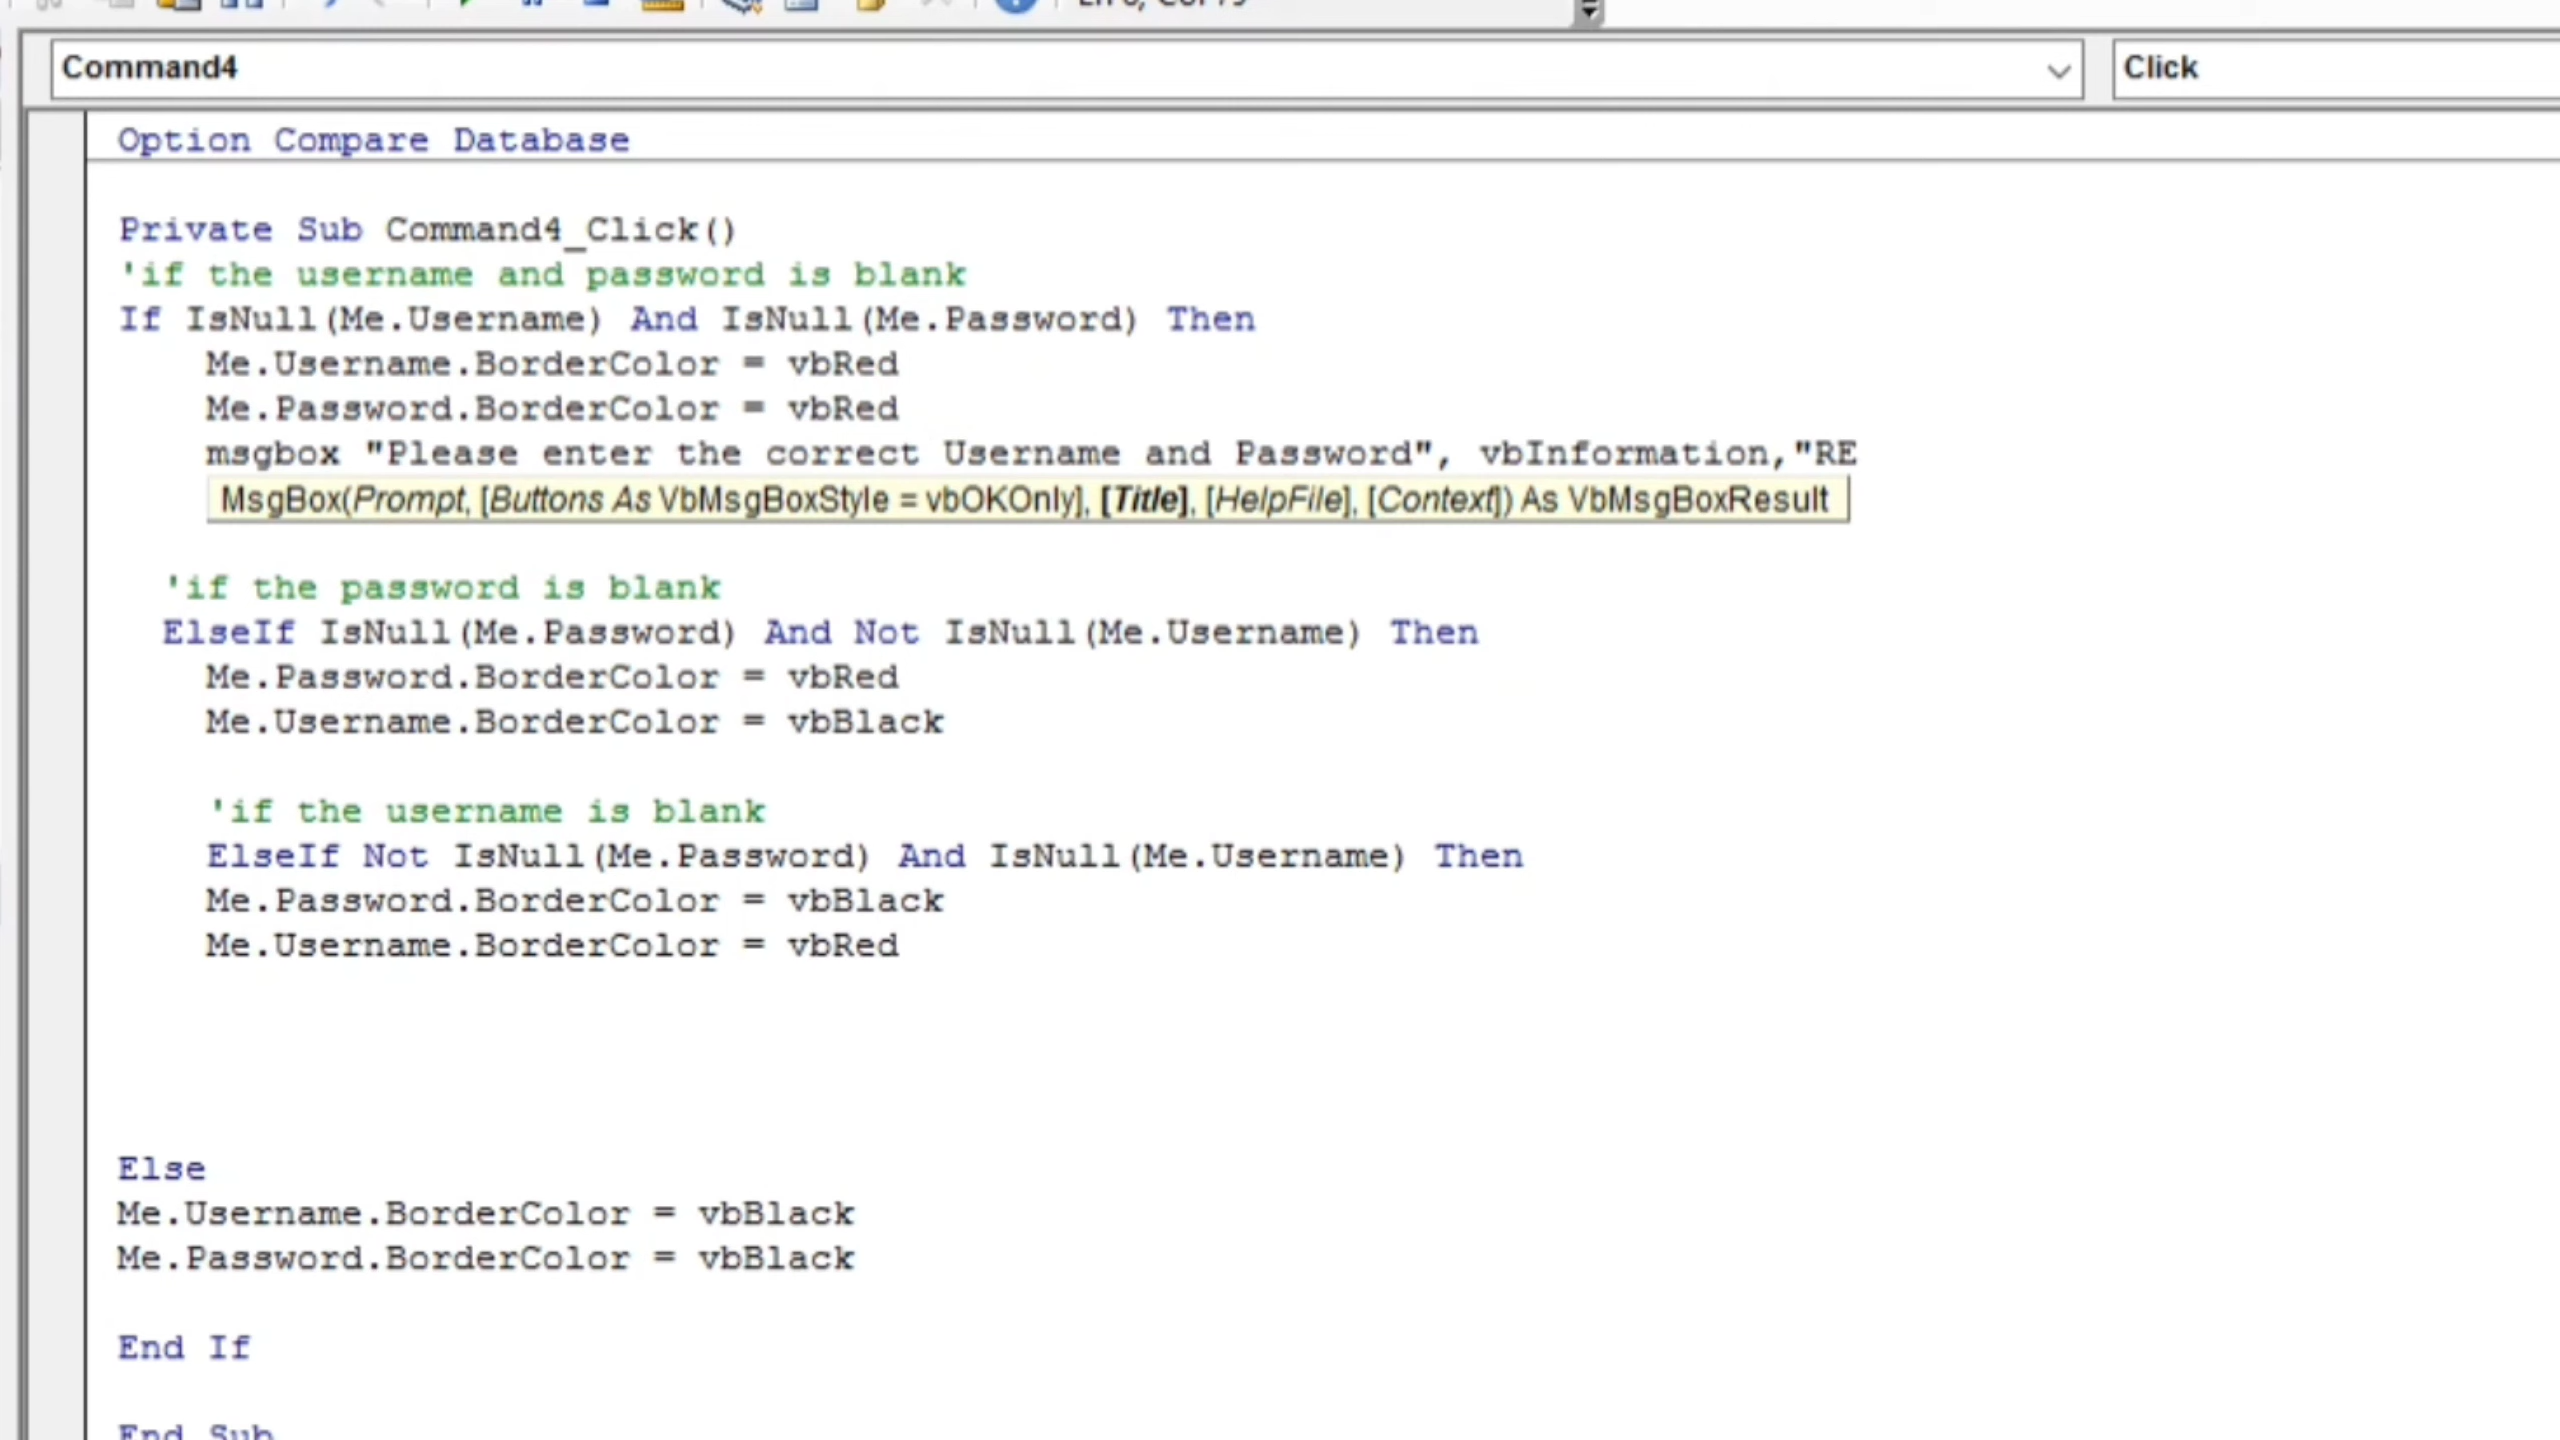 Command4
Click
Option Compare Database
Private Sub Command4_Click()
'if the username and password is blank
If IsNull(Me.Username) And IsNull(Me.Password) Then
Me.Username.BorderColor = vbRed
Me.Password.BorderColor = vbRed
msgbox "Please enter the correct Username and Password", vbInformation,"RE
MsgBox(Prompt, [Buttons As VbMsgBoxStyle = vbOKOnly], [Title], [HelpFile], [Context]) As VbMsgBoxResult
'if the password is blank
ElseIf IsNull(Me.Password) And Not IsNull(Me.Username) Then
Me.Password.BorderColor = vbRed
Me.Username.BorderColor = vbBlack
'if the username is blank
ElseIf Not IsNull(Me.Password) And IsNull(Me.Username) Then
Me.Password.BorderColor = vbBlack
Me.Username.BorderColor = vbRed
Else
Me.Username.BorderColor = vbBlack
Me.Password.BorderColor = vbBlack
End If
End Sub